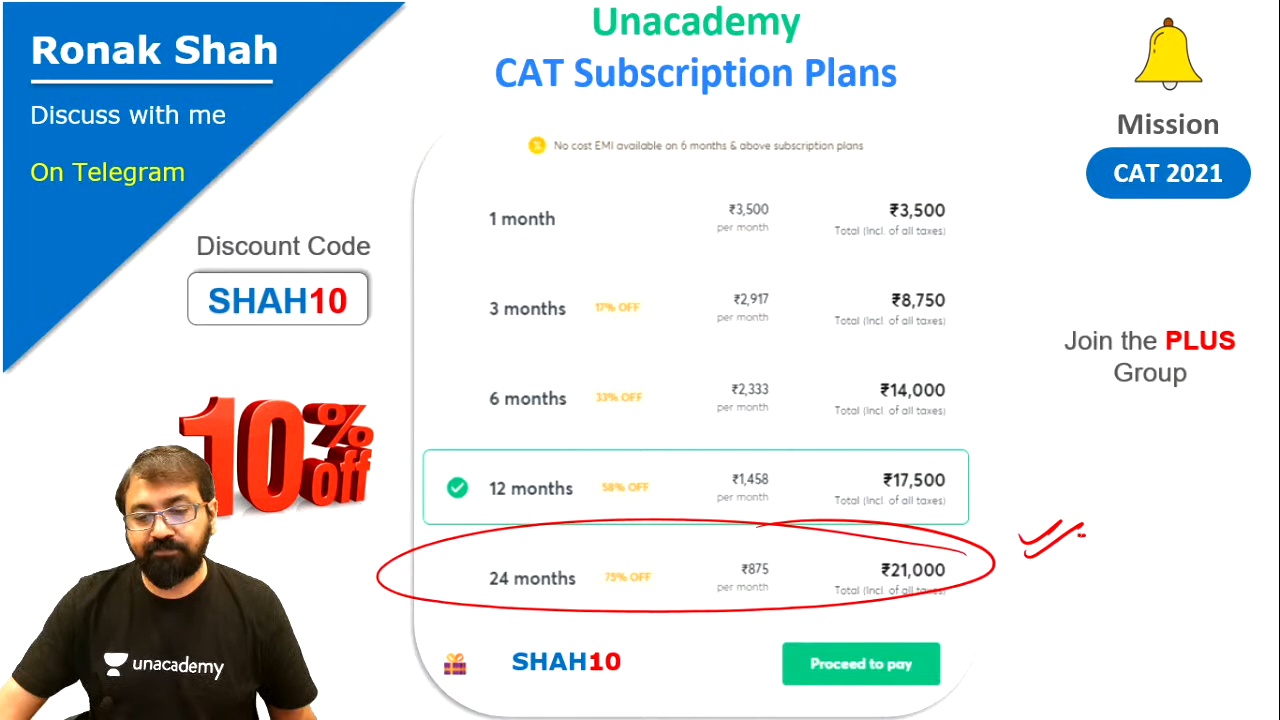 Ronak Shah
Discuss with me
On Telegram
Discount Code
SHAH10
10% off
unacademy
Unacademy
CAT Subscription Plans
No cost EMI available on 6 months & above subscription plans
1 month ₹3,500 ₹3,500
per month Total (Incl. of all taxes)
3 months 17% OFF ₹2,917 ₹8,750
per month Total (Incl. of all taxes)
6 months 33% OFF ₹2,333 ₹14,000
per month Total (Incl. of all taxes)
12 months 58% OFF ₹1,458 ₹17,500
per month Total (Incl. of all taxes)
24 months 75% OFF ₹875 ₹21,000
per month Total (Incl. of all taxes)
SHAH10 Proceed to pay
Mission
CAT 2021
Join the PLUS
Group